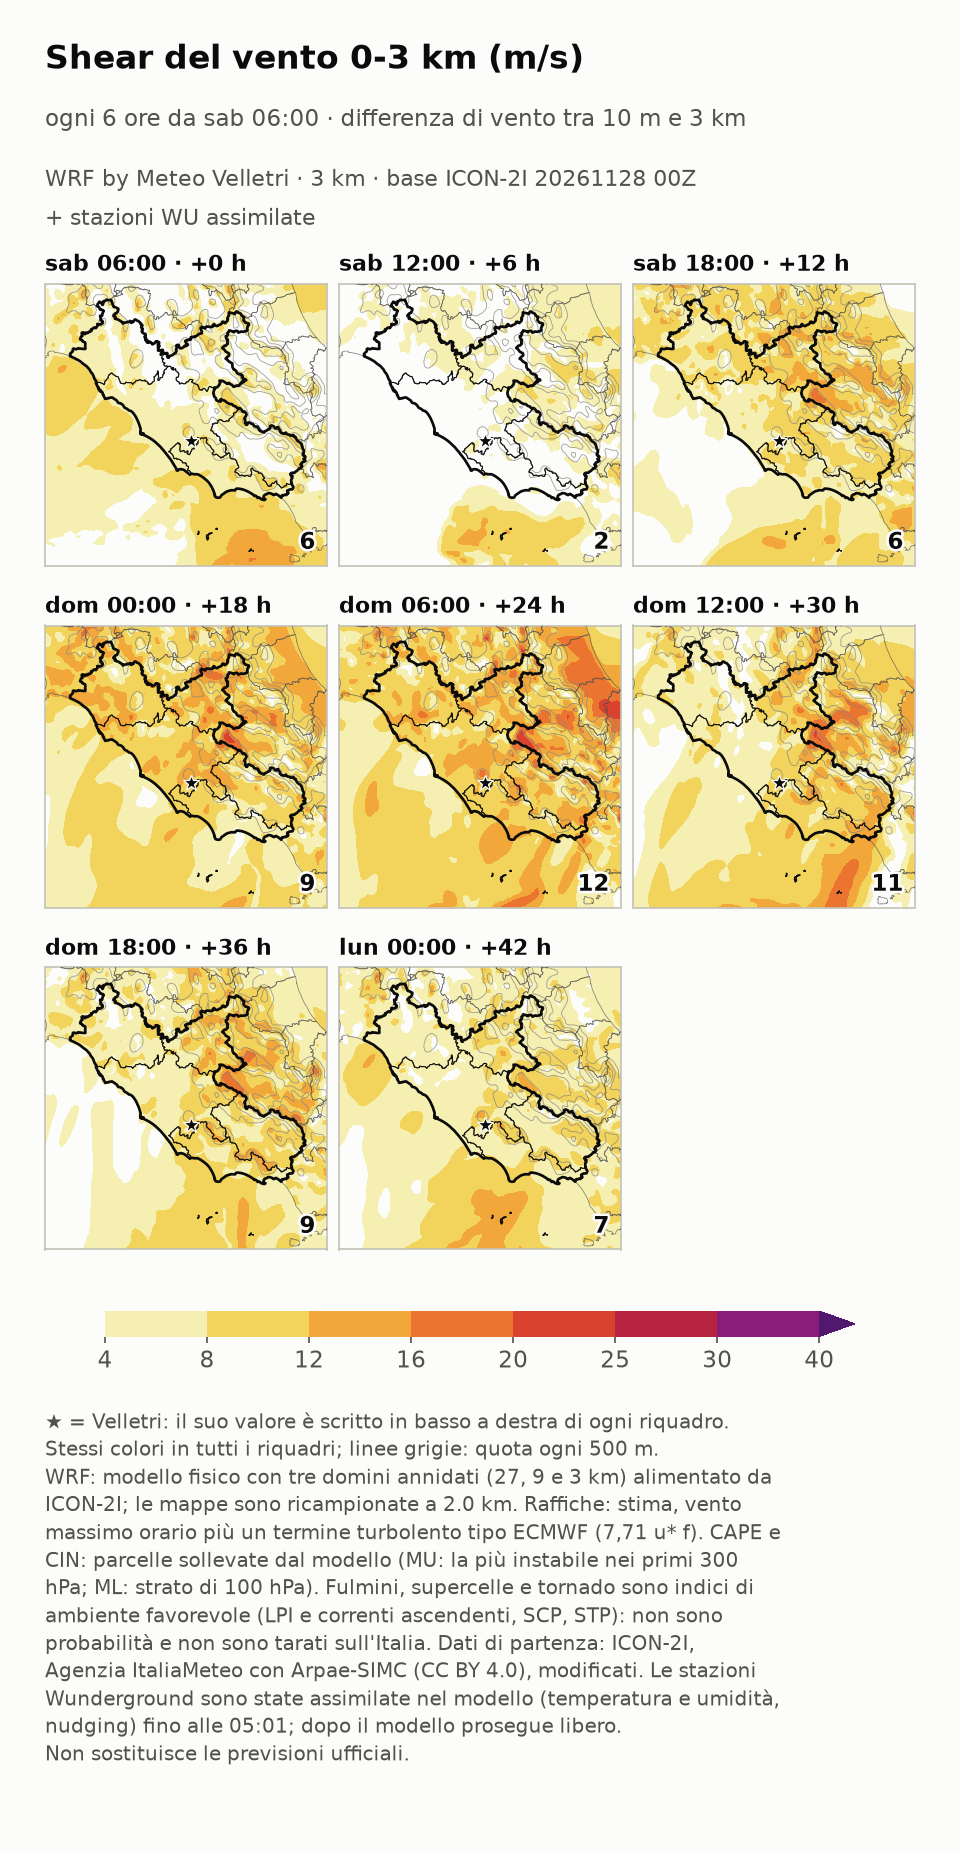 Shear del vento 0-3 km (m/s)
ogni 6 ore da sab 06:00 · differenza di vento tra 10 m e 3 km
WRF by Meteo Velletri · 3 km · base ICON-2I 20261128 00Z
+ stazioni WU assimilate
sab 06:00 · +0 h
sab 12:00 · +6 h
sab 18:00 · +12 h
6
2
6
dom 00:00 · +18 h
dom 06:00 · +24 h
dom 12:00 · +30 h
9
12
11
dom 18:00 · +36 h
lun 00:00 · +42 h
9
7
4 8 12 16 20 25 30 40
★ = Velletri: il suo valore è scritto in basso a destra di ogni riquadro.
Stessi colori in tutti i riquadri; linee grigie: quota ogni 500 m.
WRF: modello fisico con tre domini annidati (27, 9 e 3 km) alimentato da
ICON-2I; le mappe sono ricampionate a 2.0 km. Raffiche: stima, vento
massimo orario più un termine turbolento tipo ECMWF (7,71 u* f). CAPE e
CIN: parcelle sollevate dal modello (MU: la più instabile nei primi 300
hPa; ML: strato di 100 hPa). Fulmini, supercelle e tornado sono indici di
ambiente favorevole (LPI e correnti ascendenti, SCP, STP): non sono
probabilità e non sono tarati sull'Italia. Dati di partenza: ICON-2I,
Agenzia ItaliaMeteo con Arpae-SIMC (CC BY 4.0), modificati. Le stazioni
Wunderground sono state assimilate nel modello (temperatura e umidità,
nudging) fino alle 05:01; dopo il modello prosegue libero.
Non sostituisce le previsioni ufficiali.